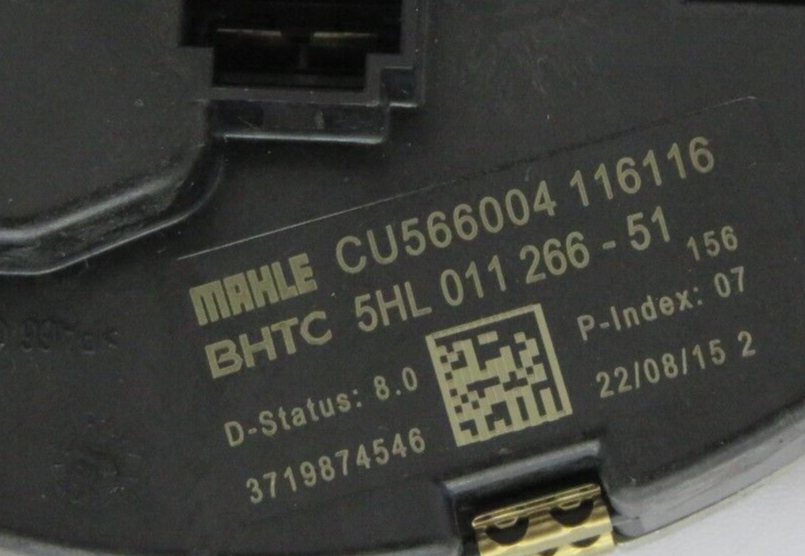 MAHLE CU566004 116116
BHTC 5HL 011 266 - 51 156
D-Status: 8.0 P-Index: 07
3719874546 22/08/15 2